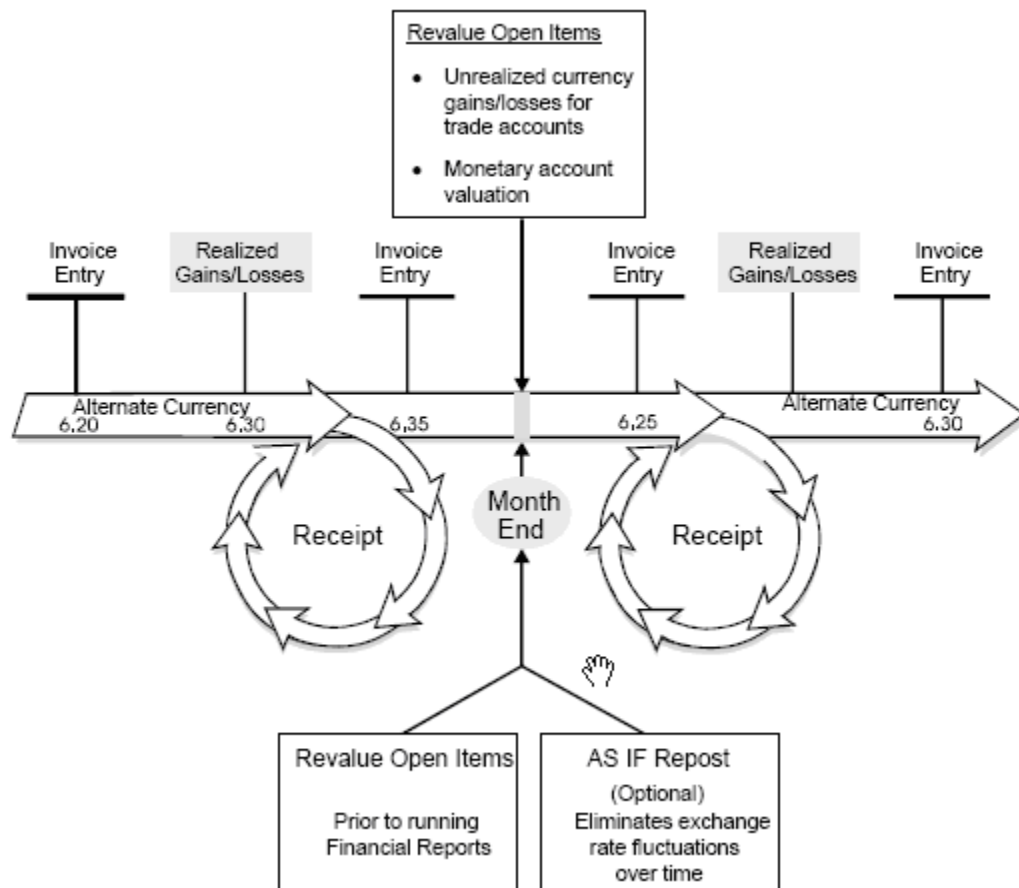 Revalue Open Items
• Unrealized currency
gains/losses for
trade accounts
• Monetary account
valuation
Invoice
Entry
Realized
Gains/Losses
Invoice
Entry
Invoice
Entry
Realized
Gains/Losses
Invoice
Entry
Alternate Currency
6.20
6.30
6.35
6.25
Alternate Currency
6.30
Receipt
Month
End
Receipt
Revalue Open Items
Prior to running
Financial Reports
AS IF Repost
(Optional)
Eliminates exchange
rate fluctuations
over time